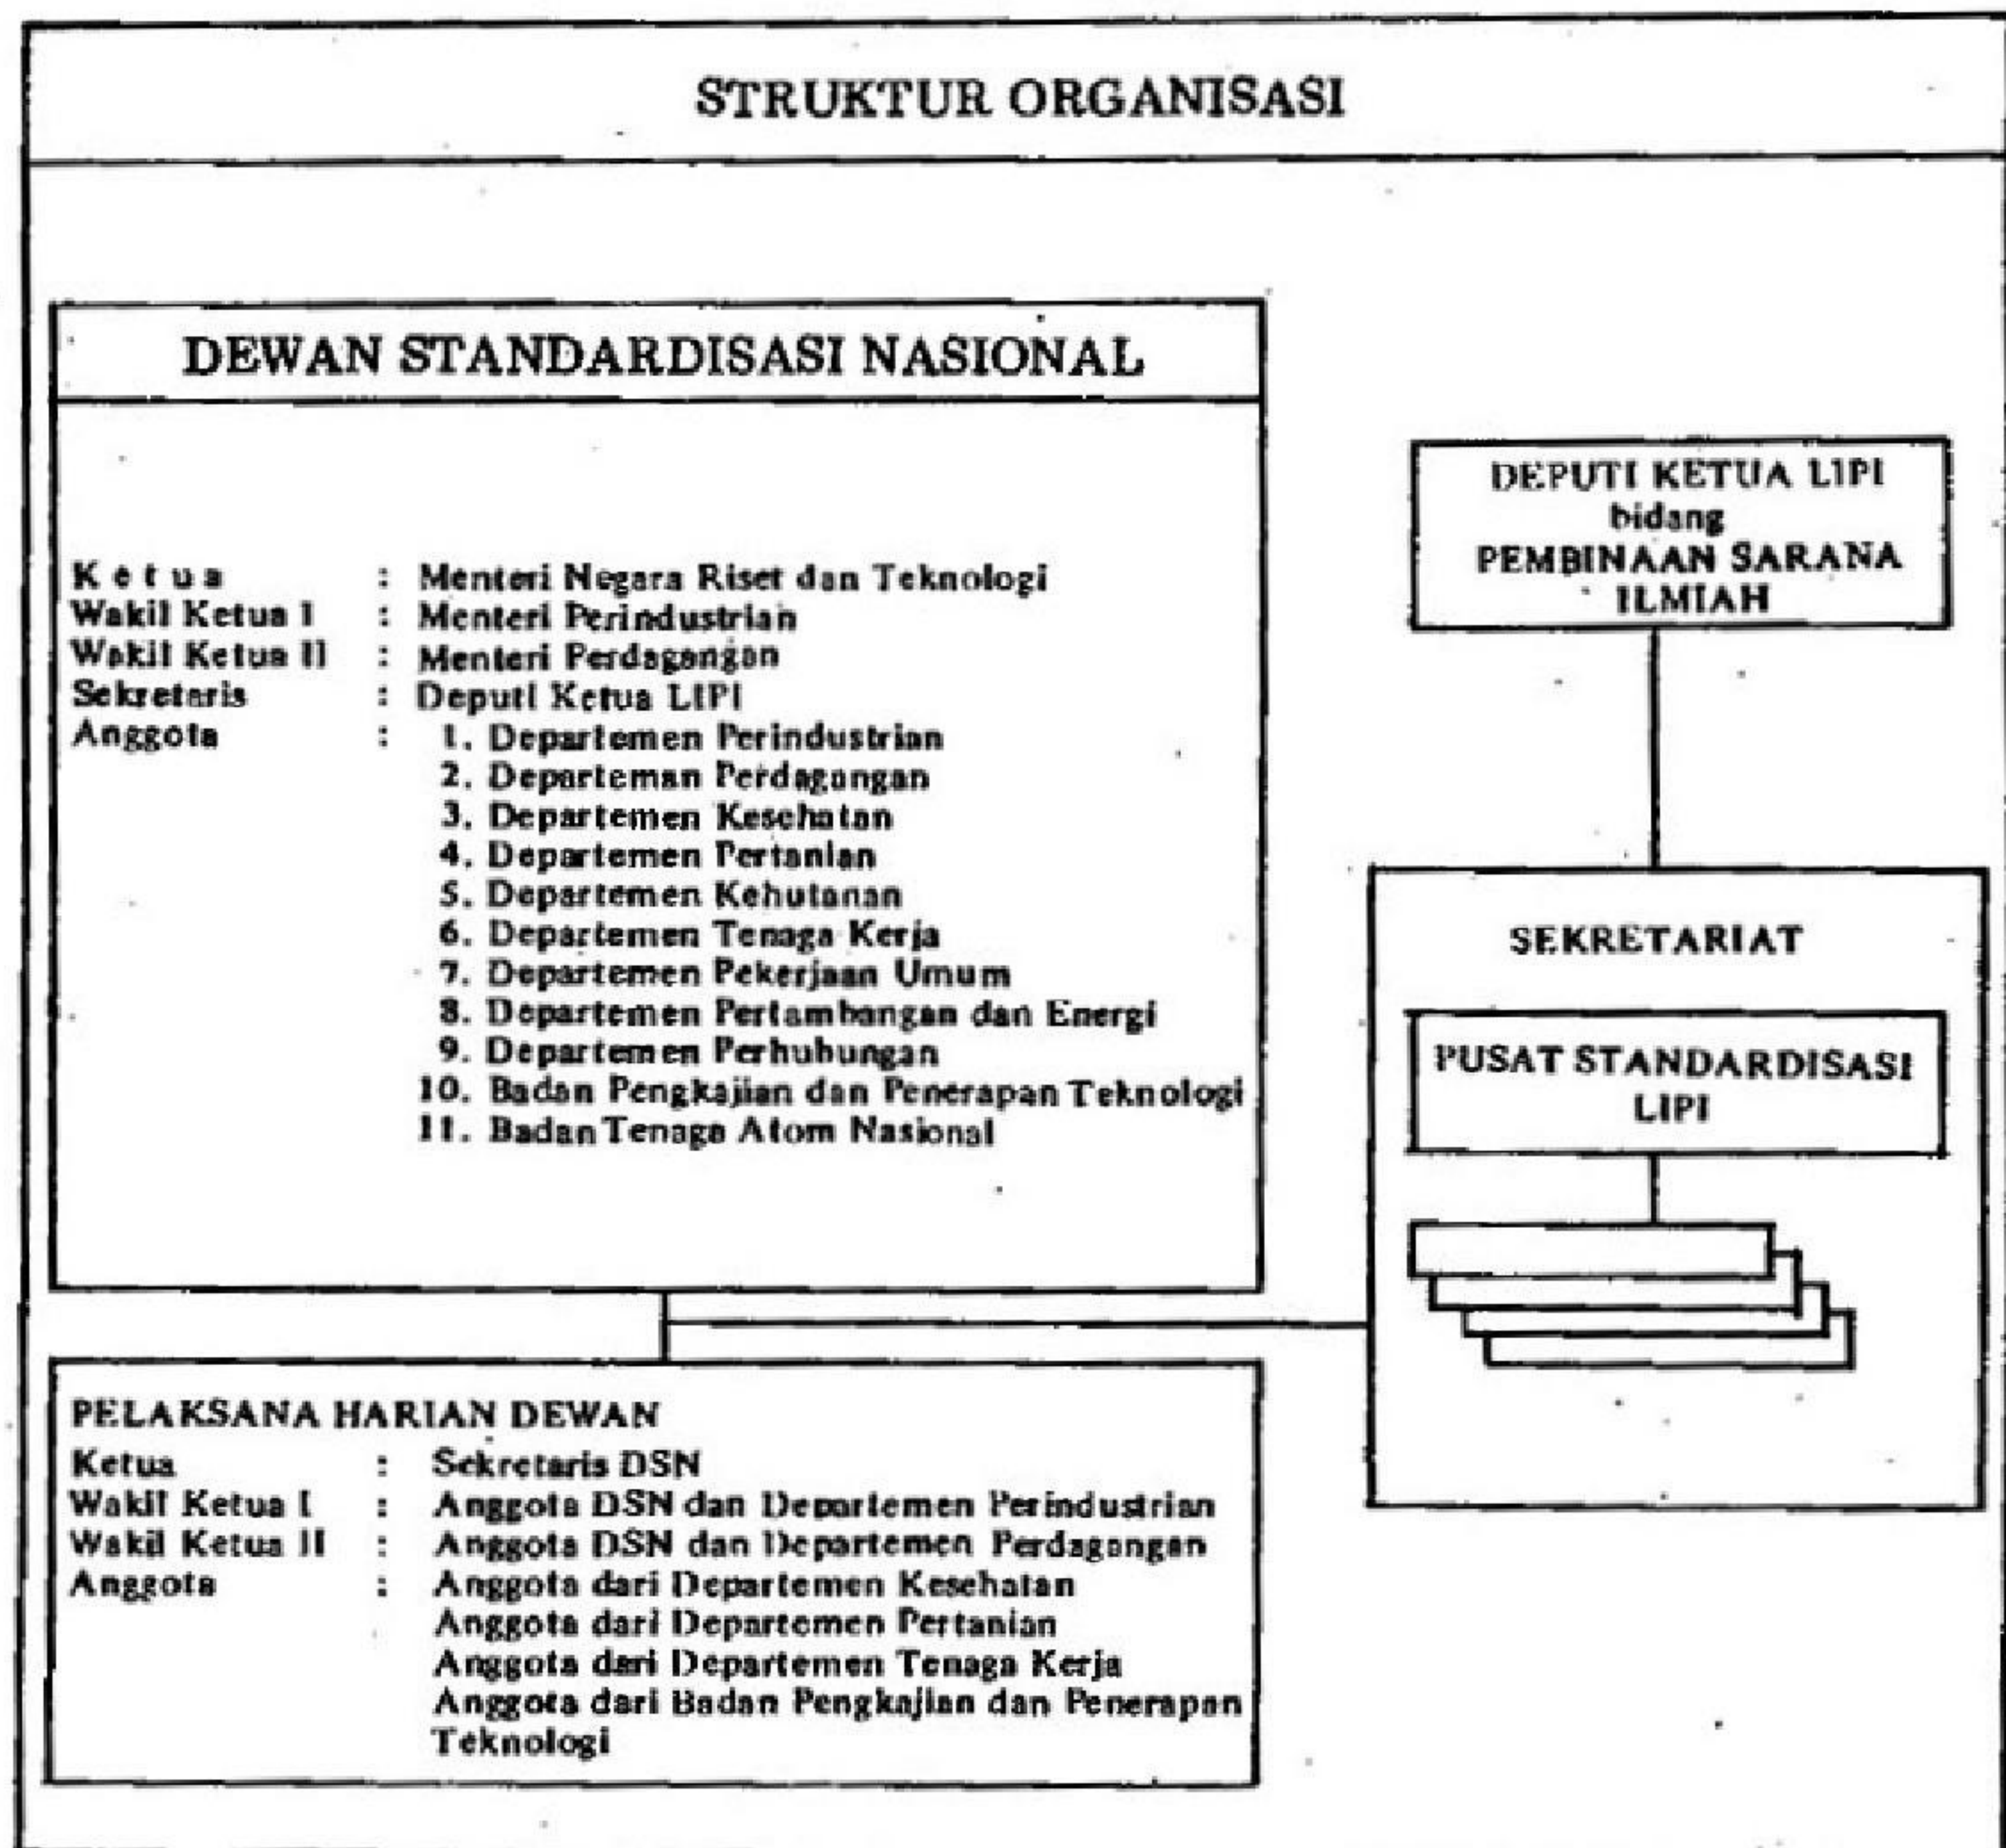 STRUKTUR ORGANISASI
DEWAN STANDARDISASI NASIONAL
Ketua : Menteri Negara Riset dan Teknologi
Wakil Ketua I : Menteri Perindustrian
Wakil Ketua II : Menteri Perdagangan
Sekretaris : Deputi Ketua LIPI
Anggota : 1. Departemen Perindustrian
2. Departeman Perdagangan
3. Departemen Kesehatan
4. Departemen Pertanian
5. Departemen Kehutanan
6. Departemen Tenaga Kerja
7. Departemen Pekerjaan Umum
8. Departemen Pertambangan dan Energi
9. Departemen Perhubungan
10. Badan Pengkajian dan Penerapan Teknologi
11. Badan Tenaga Atom Nasional
DEPUTI KETUA LIPI
bidang
PEMBINAAN SARANA
ILMIAH
SEKRETARIAT
PUSAT STANDARDISASI
LIPI
PELAKSANA HARIAN DEWAN
Ketua : Sekretaris DSN
Wakil Ketua I : Anggota DSN dan Departemen Perindustrian
Wakil Ketua II : Anggota DSN dan Departemen Perdagangan
Anggota : Anggota dari Departemen Kesehatan
Anggota dari Departemen Pertanian
Anggota dari Departemen Tenaga Kerja
Anggota dari Badan Pengkajian dan Penerapan
Teknologi